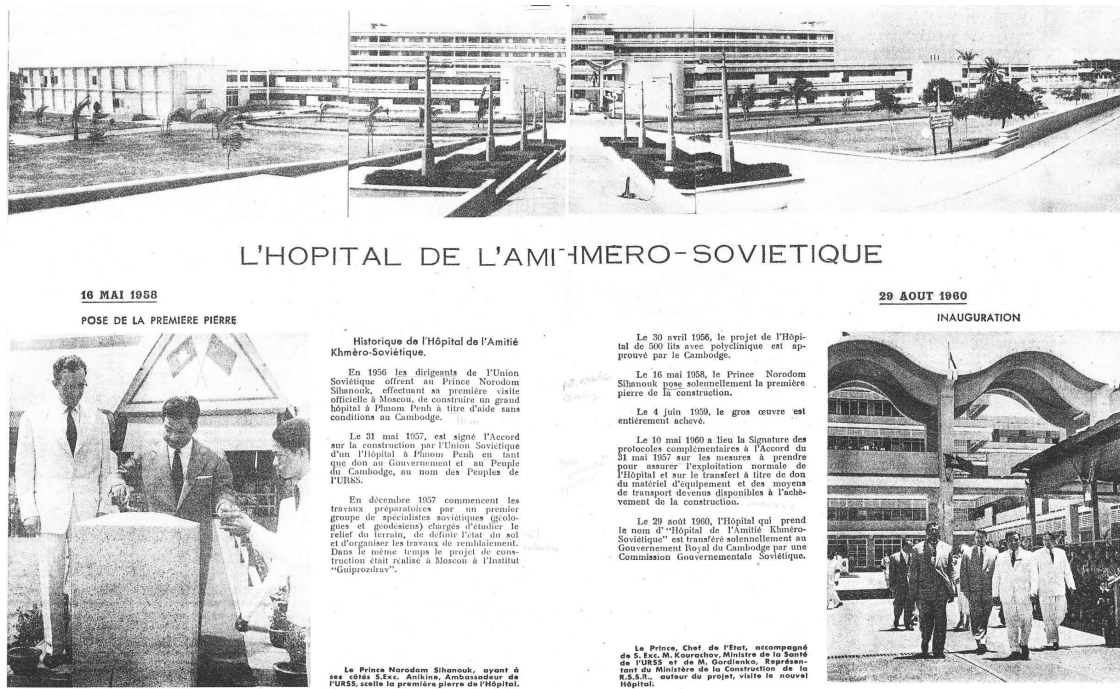 L'HOPITAL DE L'AMI HMERO-SOVIETIQUE
16 MAI 1958
POSE DE LA PREMIÈRE PIERRE
Historique de l'Hôpital de l'Amitié
Khmèro-Soviétique.
En 1956 les dirigeants de l'Union
Soviétique offrent au Prince Norodom
Sihanouk, effectuant sa première visite
officielle à Moscou, de construire un grand
hôpital à Phnom Penh à titre d'aide sans
conditions au Cambodge.
Le 31 mai 1957, est signé l'Accord
sur la construction par l'Union Soviétique
d'un l'Hôpital à Phnom Penh en tant
que don au Gouvernement et au Peuple
du Cambodge, au nom des Peuples de
l'URSS.
En décembre 1957 commencent les
travaux préparatoires par un premier
groupe de spécialistes soviétiques (géolo-
gues et géodésiens) chargés d'étudier le
relief du terrain, de définir l'état du sol
et d'organiser les travaux de remblaiement.
Dans le même temps le projet de cons-
truction était réalisé à Moscou à l'Institut
"Guiprozdrav".
Le Prince Norodom Sihanouk, ayant à
ses côtés S.Exc. Anikine, Ambassadeur de
l'URSS, scelle la première pierre de l'Hôpital.
Le 30 avril 1956, le projet de l'Hôpi-
tal de 500 lits avec polyclinique est ap-
prouvé par le Cambodge.
Le 16 mai 1958, le Prince Norodom
Sihanouk pose solennellement la première
pierre de la construction.
Le 4 juin 1959, le gros œuvre est
entièrement achevé.
Le 10 mai 1960 a lieu la Signature des
protocoles complémentaires à l'Accord du
31 mai 1957 sur les mesures à prendre
pour assurer l'exploitation normale de
l'Hôpital et sur le transfert à titre de don
du matériel d'équipement et des moyens
de transport devenus disponibles à l'achè-
vement de la construction.
Le 29 août 1960, l'Hôpital qui prend
le nom d'"Hôpital de l'Amitié Khméro-
Soviétique" est transféré solennellement au
Gouvernement Royal du Cambodge par une
Commission Gouvernementale Soviétique.
Le Prince, Chef de l'Etat, accompagné
de S. Exc. M. Kourachov, Ministre de la Santé
de l'URSS et de M. Gordienko, Représen-
tant du Ministère de la Construction de la
R.S.S.R., auteur du projet, visite le nouvel
Hôpital.
29 AOUT 1960
INAUGURATION